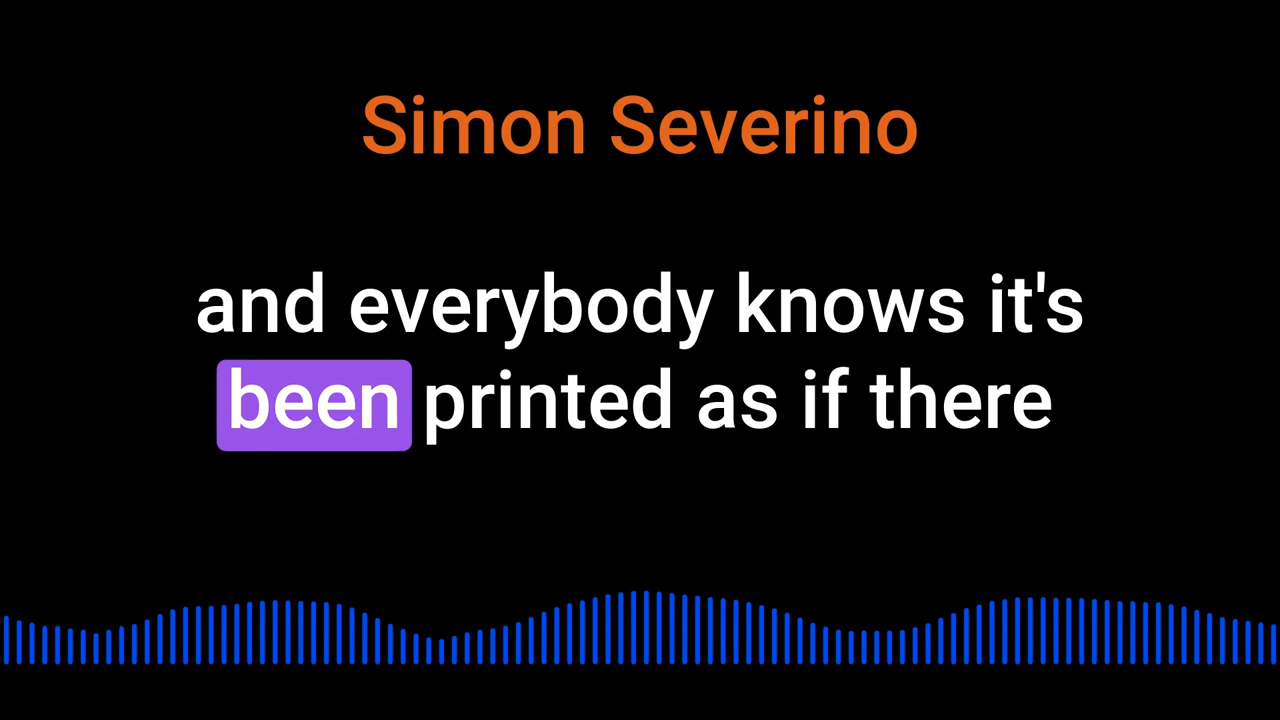 Simon Severino
and everybody knows it's
been printed as if there